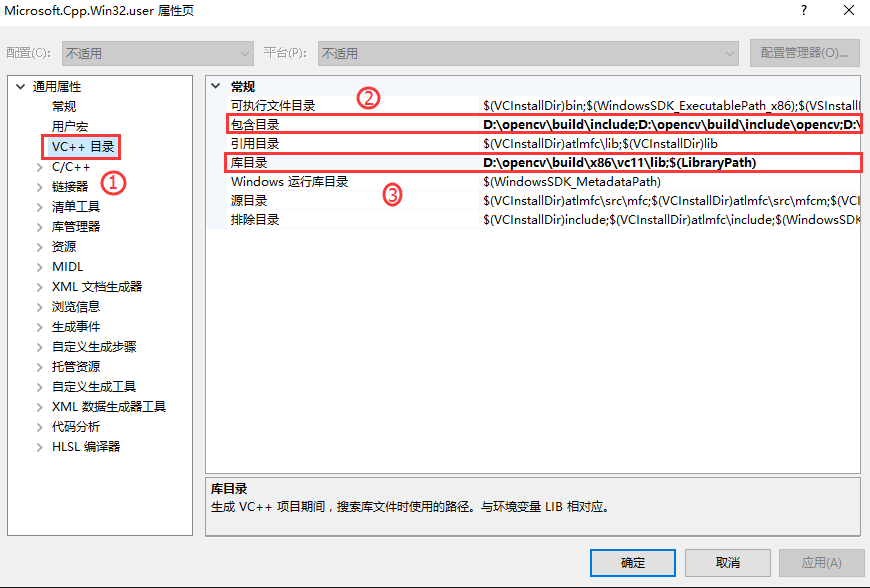 Microsoft.Cpp.Win32.user 属性页
?
配置(C): 不适用 平台(P): 不适用 配置管理器(O)...
通用属性
常规
用户宏
VC++ 目录
C/C++
链接器
①
清单工具
库管理器
资源
MIDL
XML 文档生成器
浏览信息
生成事件
自定义生成步骤
托管资源
自定义生成工具
XML 数据生成器工具
代码分析
HLSL 编译器
常规
②
可执行文件目录 $(VCInstallDir)bin;$(WindowsSDK_ExecutablePath_x86);$(VSInstall
包含目录 D:\opencv\build\include;D:\opencv\build\include\opencv;D:\
引用目录 $(VCInstallDir)atlmfc\lib;$(VCInstallDir)lib
库目录 D:\opencv\build\x86\vc11\lib;$(LibraryPath)
Windows 运行库目录 $(WindowsSDK_MetadataPath)
③
源目录 $(VCInstallDir)atlmfc\src\mfc;$(VCInstallDir)atlmfc\src\mfcm;$(VCI
排除目录 $(VCInstallDir)include;$(VCInstallDir)atlmfc\include;$(WindowsSDK
库目录
生成 VC++ 项目期间，搜索库文件时使用的路径。与环境变量 LIB 相对应。
确定 取消 应用(A)